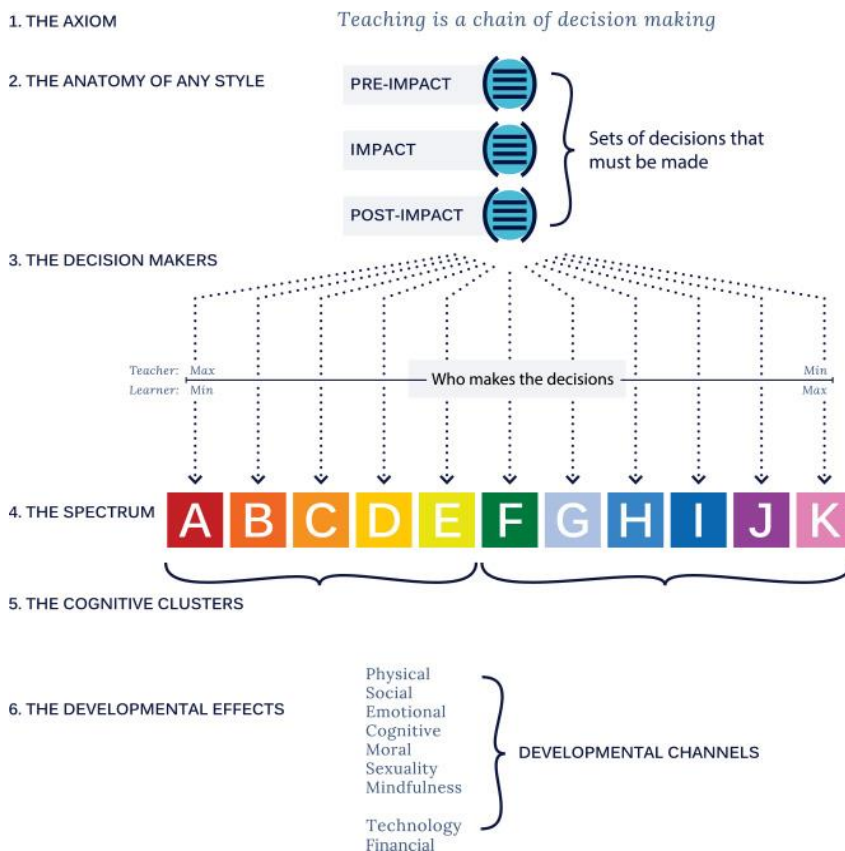 1. THE AXIOM
Teaching is a chain of decision making
2. THE ANATOMY OF ANY STYLE
PRE-IMPACT
IMPACT
POST-IMPACT
Sets of decisions that
must be made
3. THE DECISION MAKERS
Teacher: Max
Learner: Min
Who makes the decisions
Min
Max
4. THE SPECTRUM
A B C D E F G H I J K
5. THE COGNITIVE CLUSTERS
6. THE DEVELOPMENTAL EFFECTS
Physical
Social
Emotional
Cognitive
Moral
Sexuality
Mindfulness
Technology
Financial
DEVELOPMENTAL CHANNELS